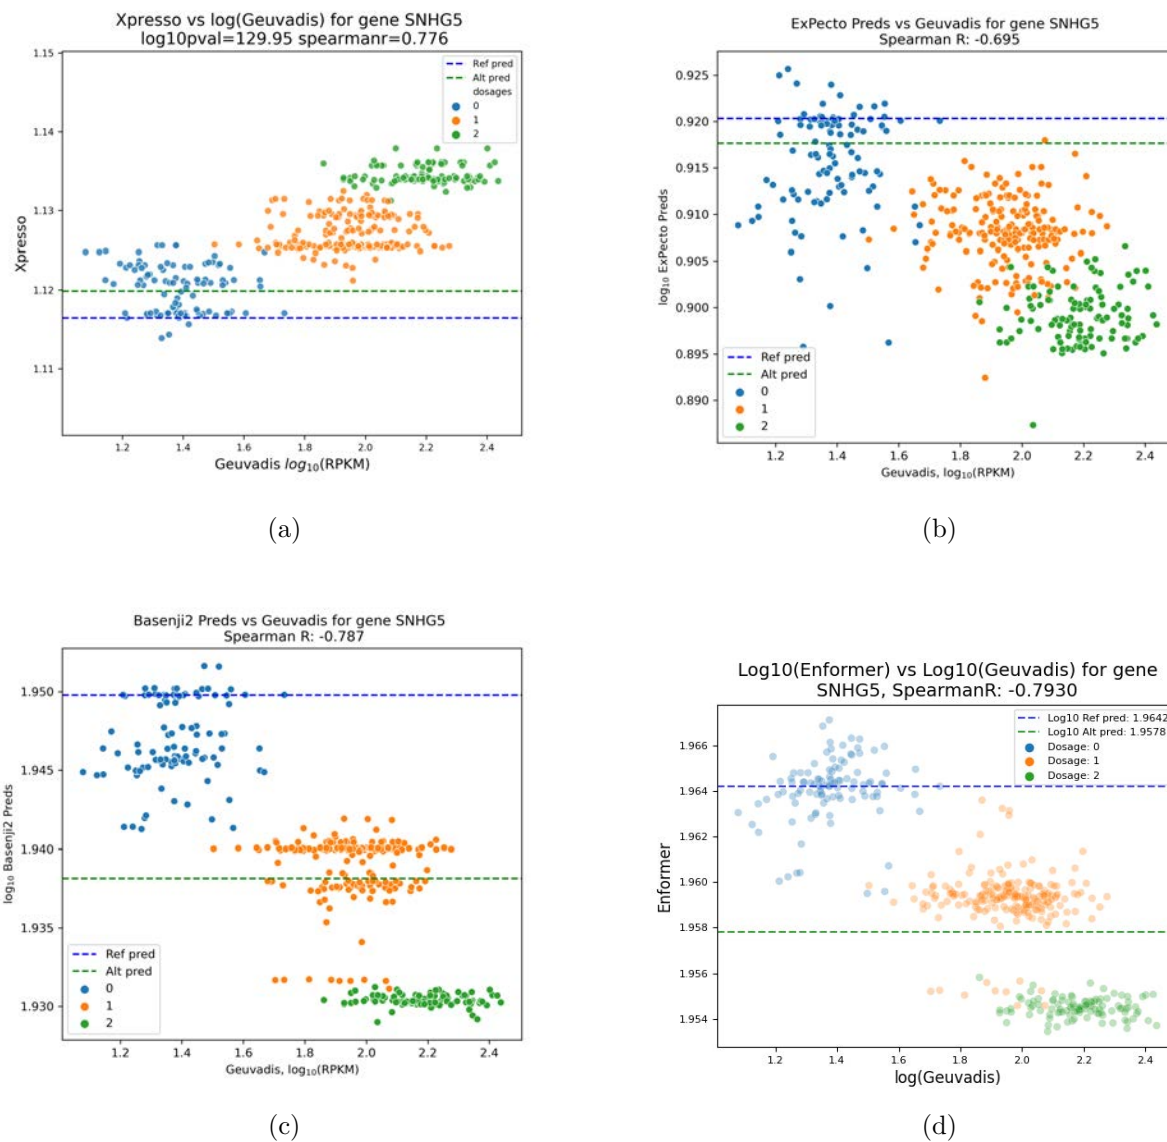 Xpresso vs log(Geuvadis) for gene SNHG5
log10pval=129.95 spearmanr=0.776
1.15
1.14
1.13
1.12
1.11
Xpresso
Ref pred
Alt pred
dosages
0
1
2
1.2 1.4 1.6 1.8 2.0 2.2 2.4
Geuvadis log10(RPKM)
(a)
ExPecto Preds vs Geuvadis for gene SNHG5
Spearman R: -0.695
0.925
0.920
0.915
0.910
0.905
0.900
0.895
0.890
log10 ExPecto Preds
Ref pred
Alt pred
0
1
2
1.2 1.4 1.6 1.8 2.0 2.2 2.4
Geuvadis, log10(RPKM)
(b)
Basenji2 Preds vs Geuvadis for gene SNHG5
Spearman R: -0.787
1.950
1.945
1.940
1.935
1.930
log10 Basenji2 Preds
Ref pred
Alt pred
0
1
2
1.2 1.4 1.6 1.8 2.0 2.2 2.4
Geuvadis, log10(RPKM)
(c)
Log10(Enformer) vs Log10(Geuvadis) for gene
SNHG5, SpearmanR: -0.7930
1.966
1.964
1.962
1.960
1.958
1.956
1.954
Enformer
Log10 Ref pred: 1.9642
Log10 Alt pred: 1.9578
Dosage: 0
Dosage: 1
Dosage: 2
1.2 1.4 1.6 1.8 2.0 2.2 2.4
log(Geuvadis)
(d)